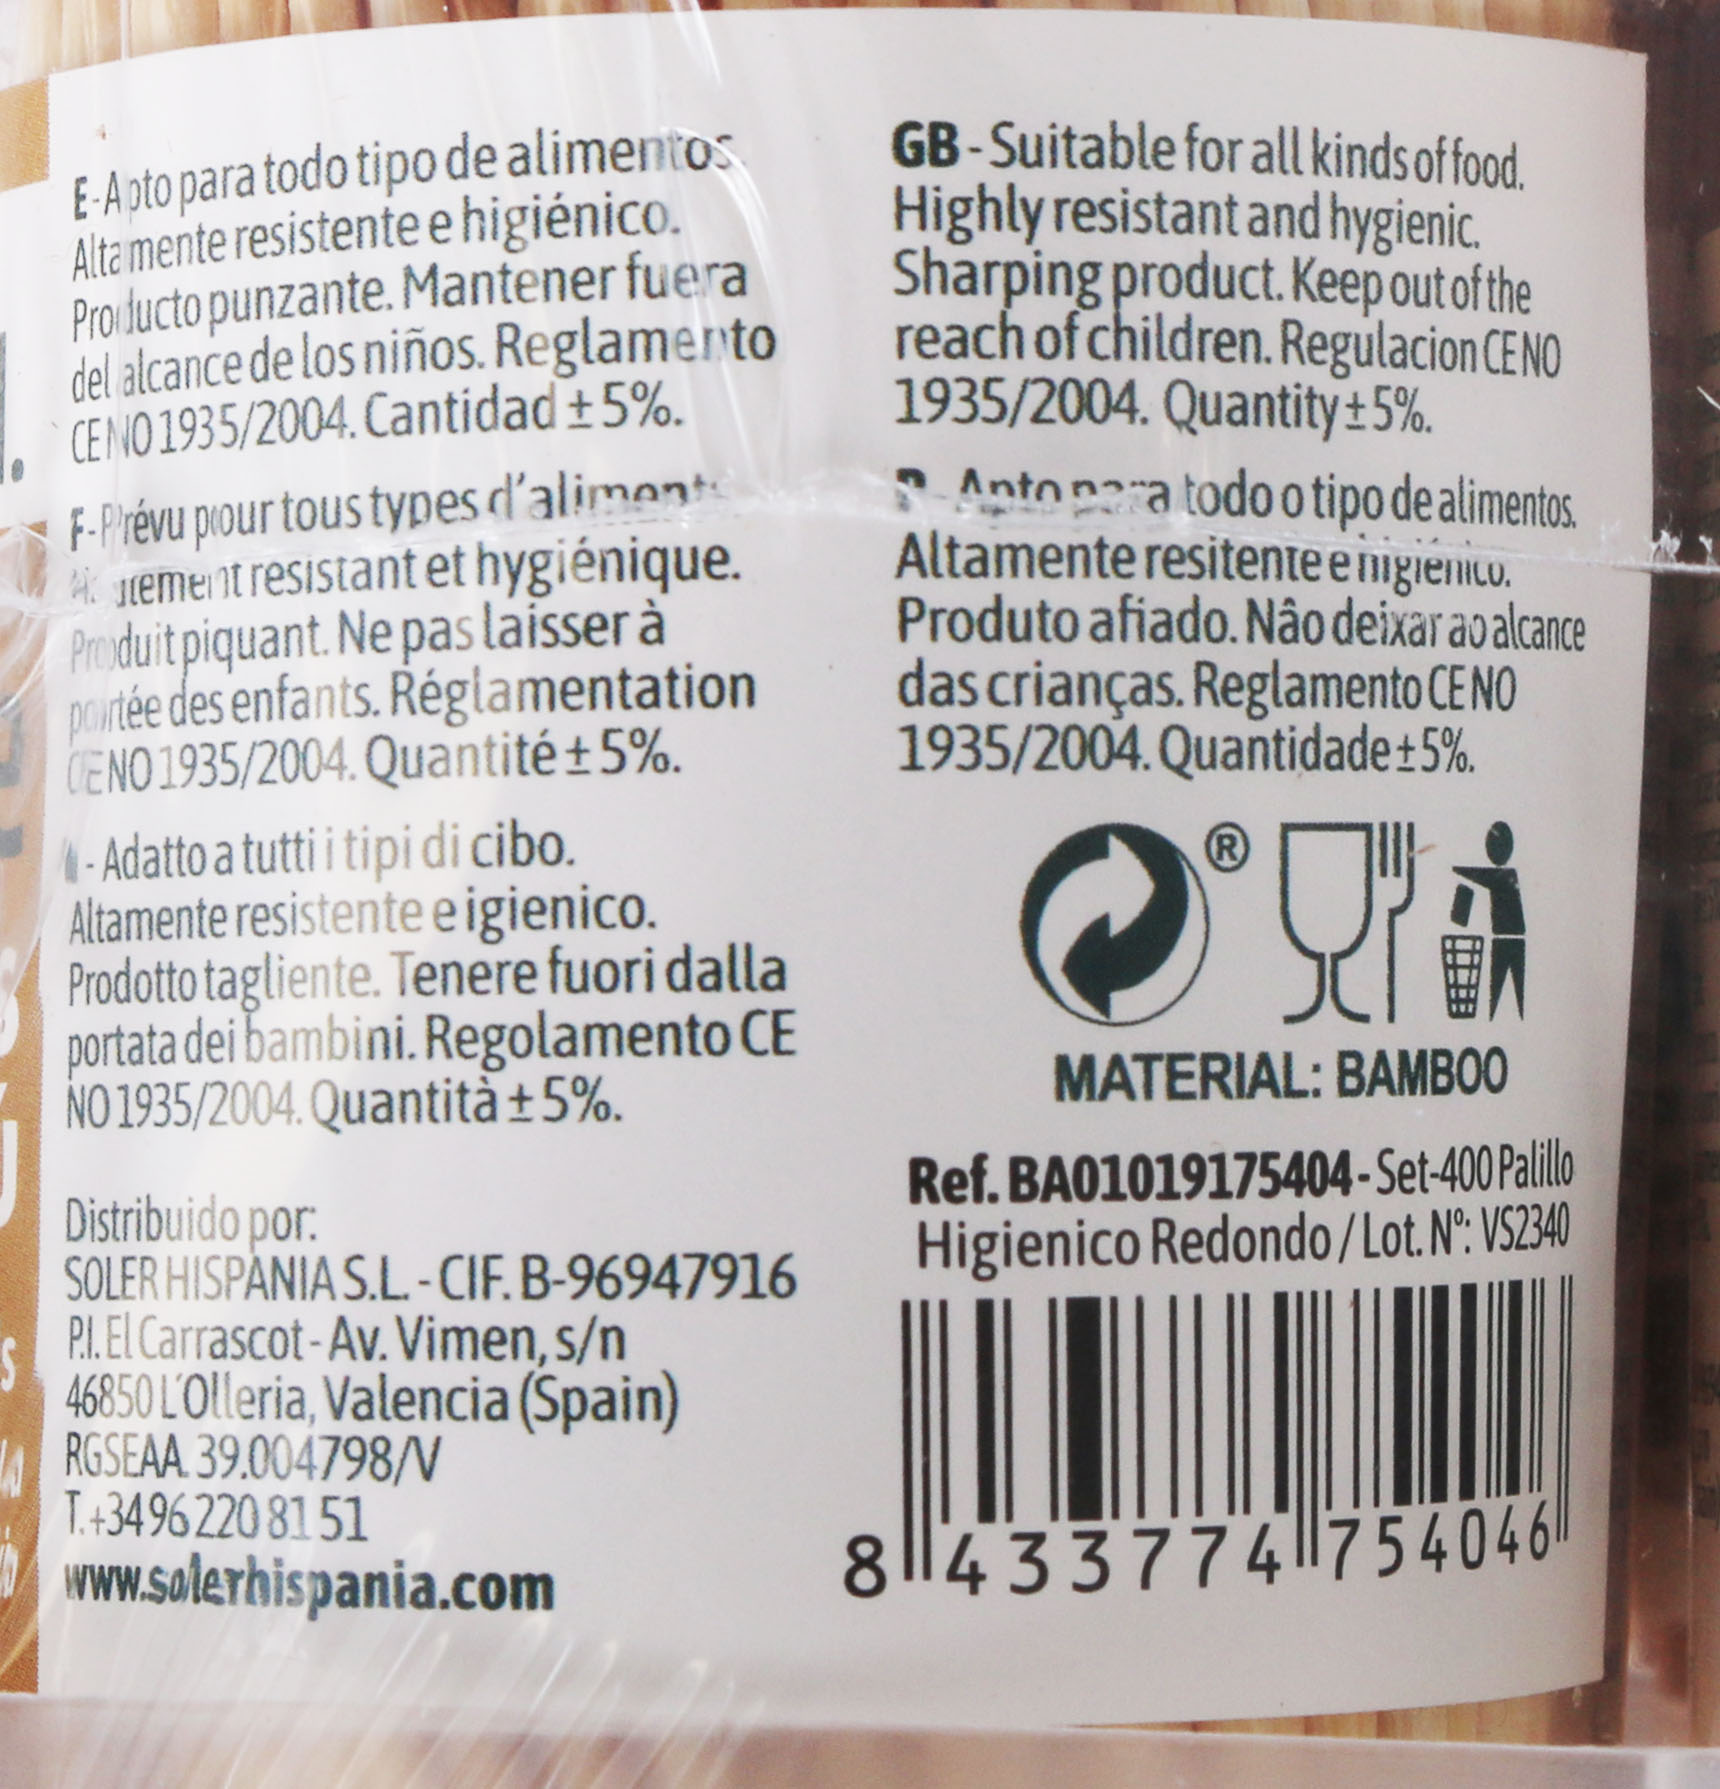 E - Apto para todo tipo de alimentos.
Altamente resistente e higiénico.
Producto punzante. Mantener fuera
del alcance de los niños. Reglamento
CE NO 1935/2004. Cantidad ± 5%.
F - Prévu pour tous types d'aliments
resistant et hygiénique.
Produit piquant. Ne pas laisser à
portée des enfants. Réglamentation
CE NO 1935/2004. Quantité ± 5%.
- Adatto a tutti i tipi di cibo.
Altamente resistente e igienico.
Prodotto tagliente. Tenere fuori dalla
portata dei bambini. Regolamento CE
NO 1935/2004. Quantità ± 5%.
Distribuido por:
SOLER HISPANIA S.L. - CIF. B-96947916
P.I. El Carrascot - Av. Vimen, s/n
46850 L'Olleria, Valencia (Spain)
RGSEAA 39.004798/V
T. +34 96 220 81 51
www.solerhispania.com
GB - Suitable for all kinds of food.
Highly resistant and hygienic.
Sharping product. Keep out of the
reach of children. Regulacion CE NO
1935/2004. Quantity ± 5%.
P - Apto para todo o tipo de alimentos.
Altamente resitente e higiénico.
Produto afiado. Nâo deixar ao alcance
das crianças. Reglamento CE NO
1935/2004. Quantidade ± 5%.
®
MATERIAL: BAMBOO
Ref. BA01019175404 - Set-400 Palillo
Higienico Redondo / Lot. Nº: VS2340
8 433774 754046